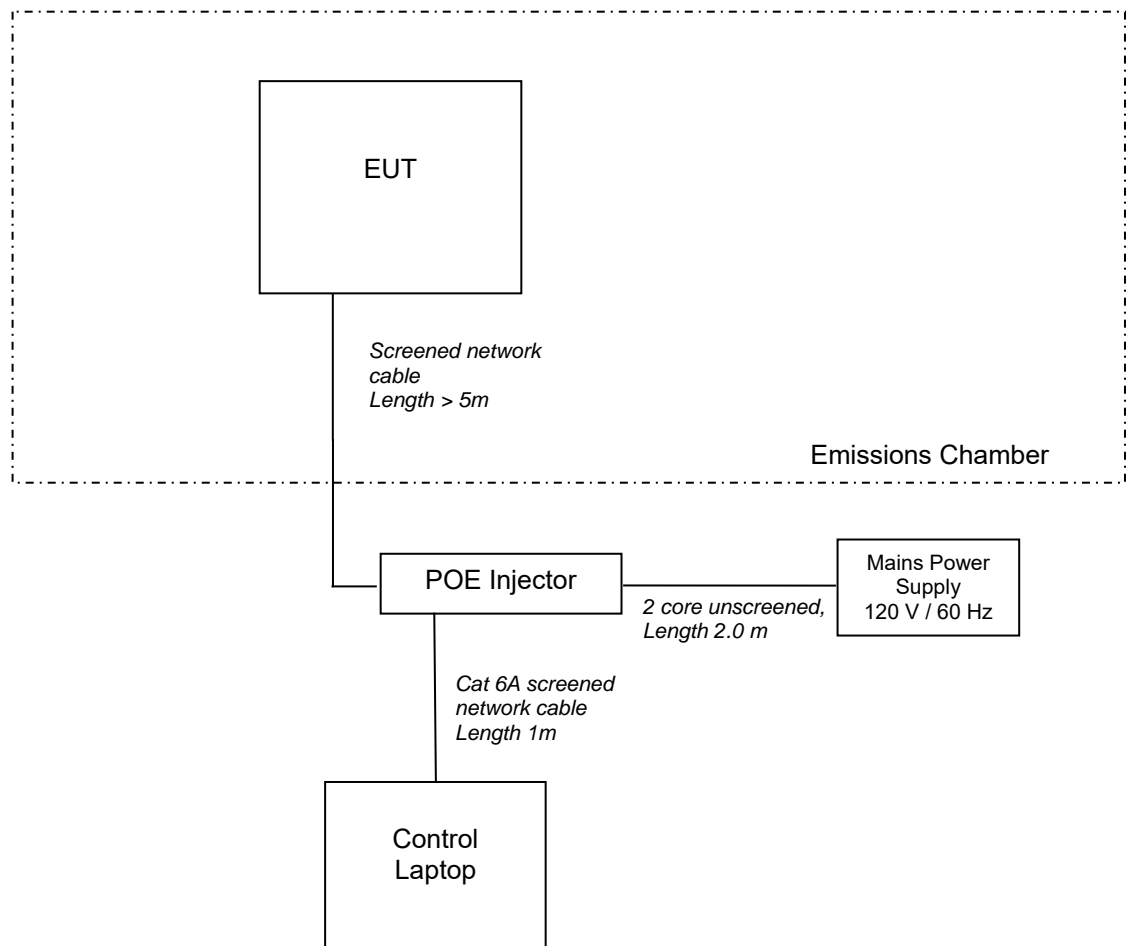 EUT
Screened network
cable
Length > 5m
Emissions Chamber
POE Injector
Mains Power
Supply
120 V / 60 Hz
2 core unscreened,
Length 2.0 m
Cat 6A screened
network cable
Length 1m
Control
Laptop